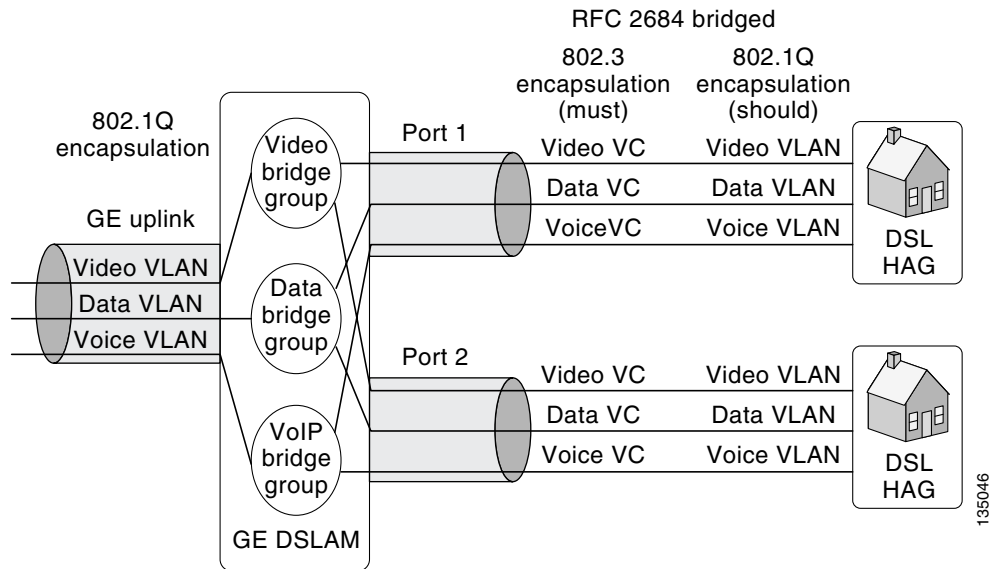 RFC 2684 bridged
802.3
encapsulation
(must)
802.1Q
encapsulation
(should)
802.1Q
encapsulation
GE uplink
Video VLAN
Data VLAN
Voice VLAN
Video
bridge
group
Data
bridge
group
VoIP
bridge
group
GE DSLAM
Port 1
Video VC
Video VLAN
Data VC
Data VLAN
VoiceVC
Voice VLAN
DSL
HAG
Port 2
Video VC
Video VLAN
Data VC
Data VLAN
Voice VC
Voice VLAN
DSL
HAG
135046